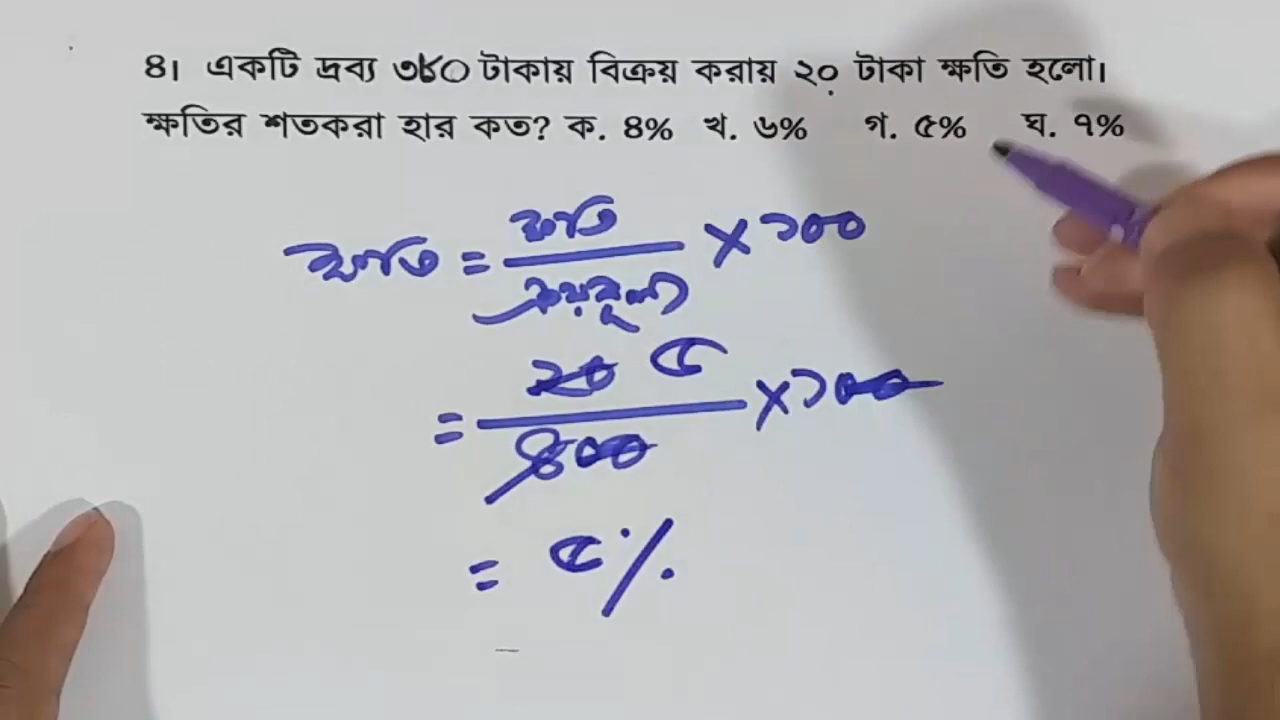 ৪। একটি দ্রব্য ৩৮০ টাকায় বিক্রয় করায় ২০ টাকা ক্ষতি হলো।
ক্ষতির শতকরা হার কত? ক. ৪% খ. ৬% গ. ৫% ঘ. ৭%
ক্ষতি = ক্ষতি / ক্রয়মূল্য × ১০০
= ২০ ৫ / ৪০০ × ১০০
= ৫%